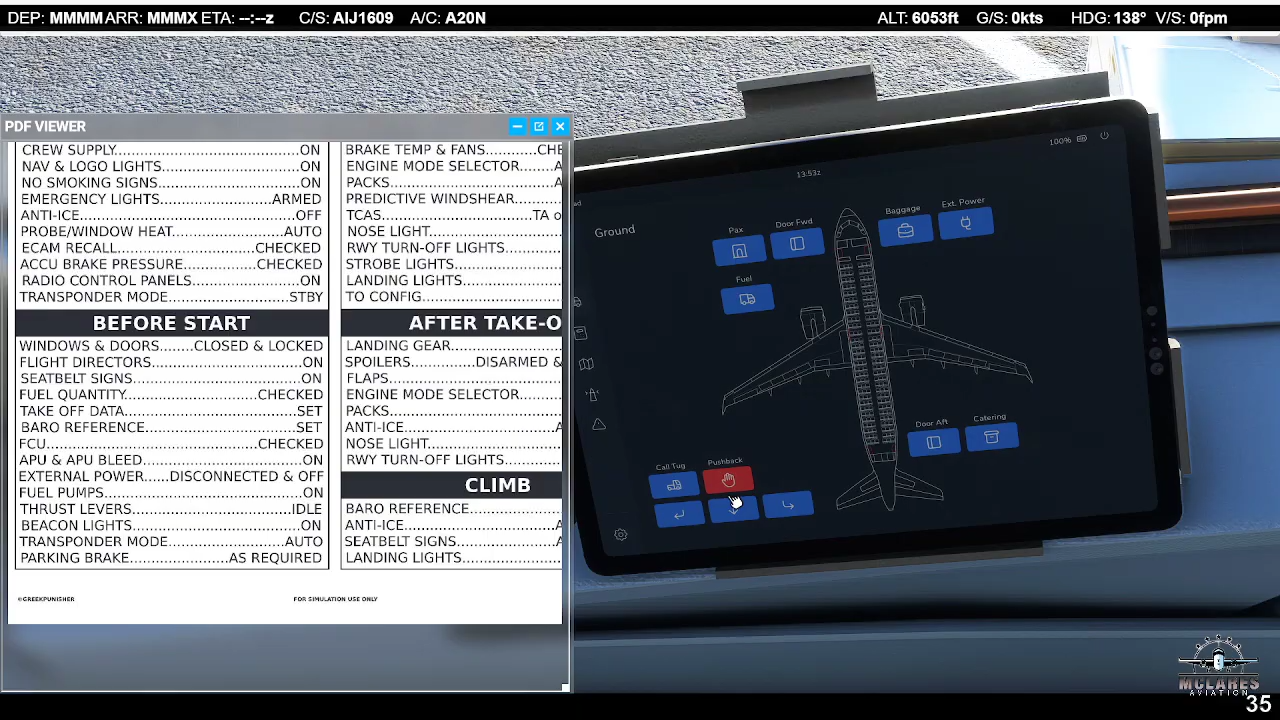 DEP: MMMM ARR: MMMX ETA: --:--z C/S: AIJ1609 A/C: A20N ALT: 6053ft G/S: 0kts HDG: 138° V/S: 0fpm
PDF VIEWER
CREW SUPPLY...ON
NAV & LOGO LIGHTS...ON
NO SMOKING SIGNS...ON
EMERGENCY LIGHTS...ARMED
ANTI-ICE...OFF
PROBE/WINDOW HEAT...AUTO
ECAM RECALL...CHECKED
ACCU BRAKE PRESSURE...CHECKED
RADIO CONTROL PANELS...ON
TRANSPONDER MODE...STBY
BEFORE START
WINDOWS & DOORS...CLOSED & LOCKED
FLIGHT DIRECTORS...ON
SEATBELT SIGNS...ON
FUEL QUANTITY...CHECKED
TAKE OFF DATA...SET
BARO REFERENCE...SET
FCU...CHECKED
APU & APU BLEED...ON
EXTERNAL POWER...DISCONNECTED & OFF
FUEL PUMPS...ON
THRUST LEVERS...IDLE
BEACON LIGHTS...ON
TRANSPONDER MODE...AUTO
PARKING BRAKE...AS REQUIRED
BRAKE TEMP & FANS...CHE
ENGINE MODE SELECTOR...A
PACKS...A
PREDICTIVE WINDSHEAR...
TCAS...TA o
NOSE LIGHT...
RWY TURN-OFF LIGHTS...
STROBE LIGHTS...
LANDING LIGHTS...
TO CONFIG...
AFTER TAKE-O
LANDING GEAR...
SPOILERS...DISARMED &
FLAPS...
ENGINE MODE SELECTOR...
PACKS...
ANTI-ICE...
NOSE LIGHT...
RWY TURN-OFF LIGHTS...
CLIMB
BARO REFERENCE...
ANTI-ICE...A
SEATBELT SIGNS...A
LANDING LIGHTS...
©GREEKPUNISHER FOR SIMULATION USE ONLY
13:53z
100%
Ground
Pax
Door Fwd
Baggage
Ext. Power
Fuel
Door Aft
Catering
Call Tug
Pushback
MCLARES
AVIATION
35